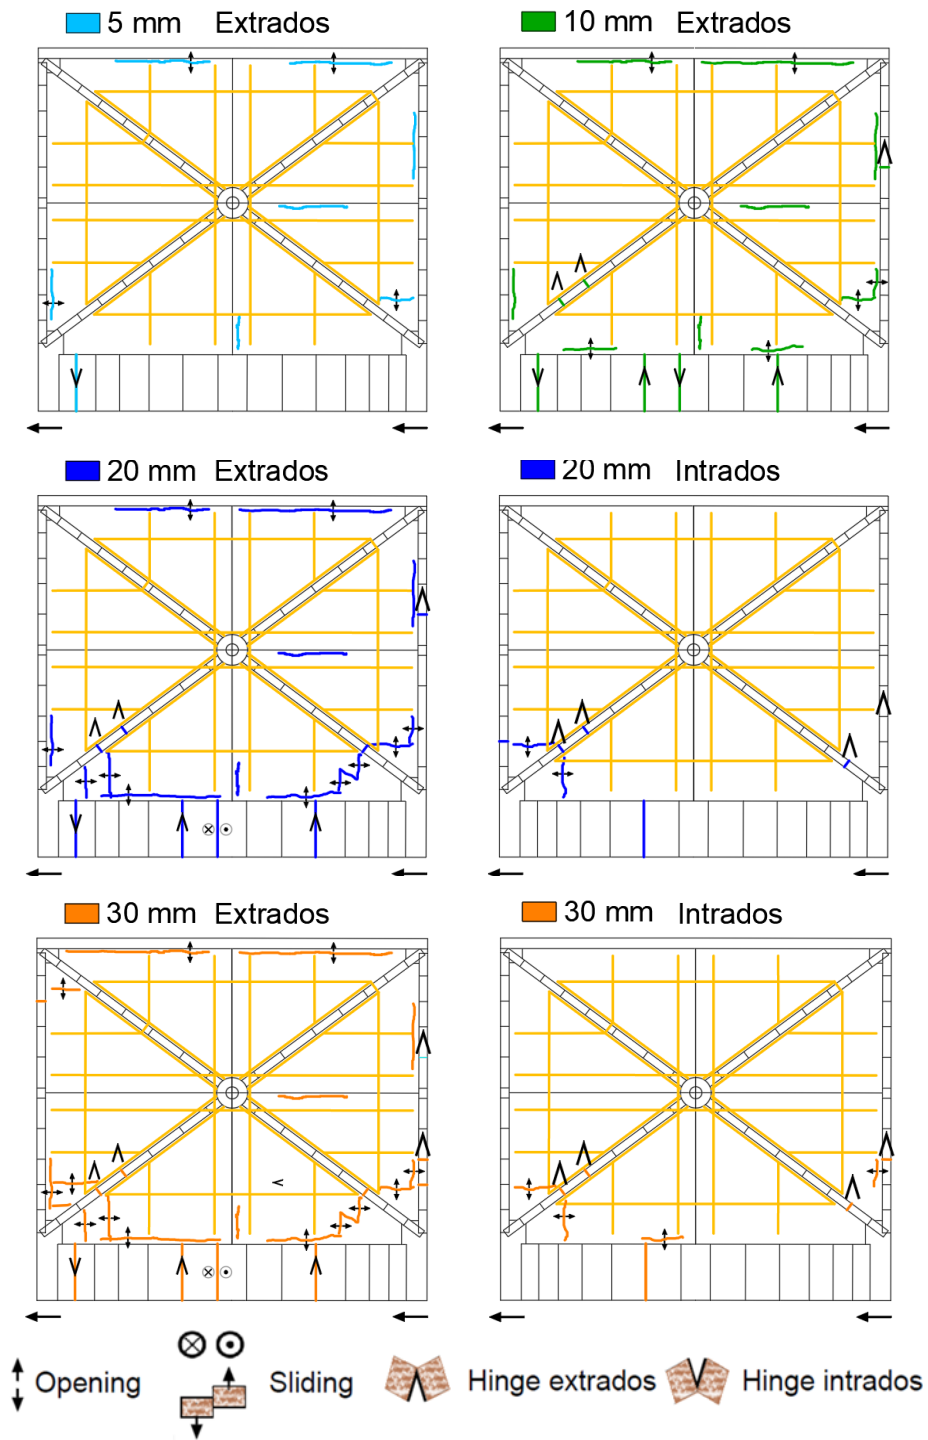 5 mm Extrados
10 mm Extrados
20 mm Extrados
20 mm Intrados
30 mm Extrados
30 mm Intrados
Opening
Sliding
Hinge extrados
Hinge intrados